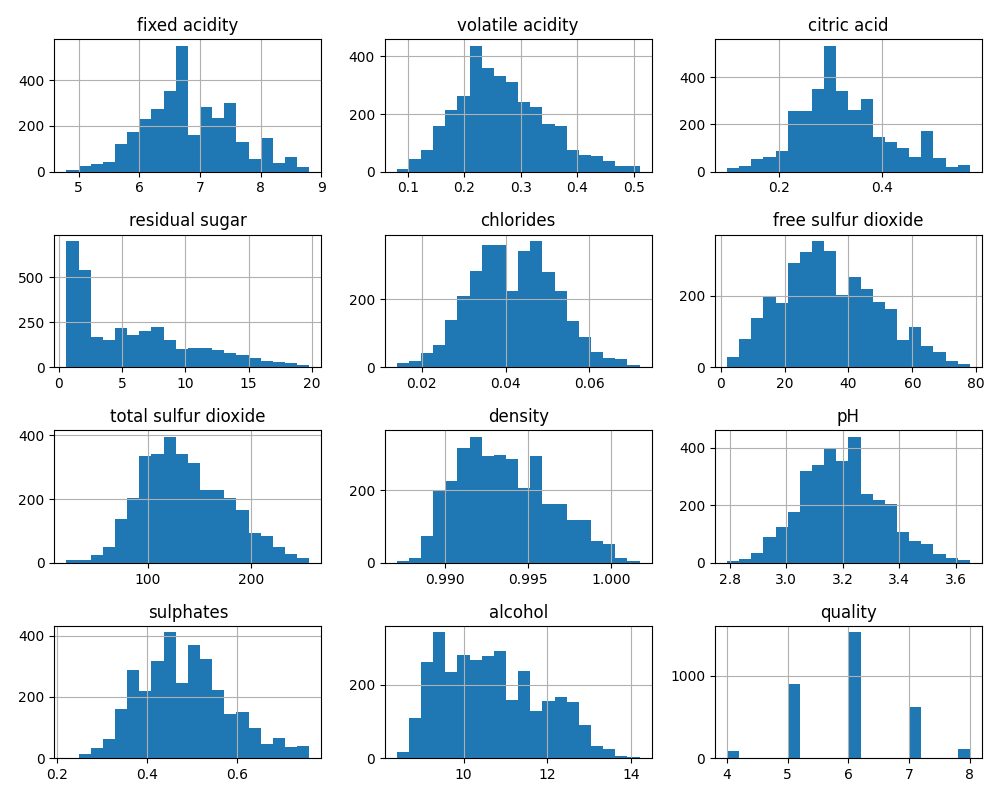 fixed acidity
volatile acidity
citric acid
400
200
0
5 6 7 8 9
400
200
0
0.1 0.2 0.3 0.4 0.5
400
200
0
0.2 0.4
residual sugar
chlorides
free sulfur dioxide
500
250
0
0 5 10 15 20
200
0
0.02 0.04 0.06
200
0
0 20 40 60 80
total sulfur dioxide
density
pH
400
200
0
100 200
200
0
0.990 0.995 1.000
400
200
0
2.8 3.0 3.2 3.4 3.6
sulphates
alcohol
quality
400
200
0
0.2 0.4 0.6
200
0
10 12 14
1000
0
4 5 6 7 8